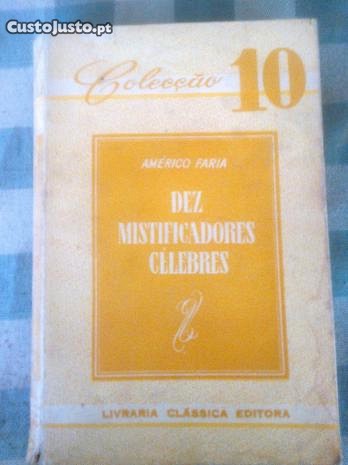 CustoJusto.pt
Colecção 10
AMÉRICO FARIA
DEZ
MISTIFICADORES
CÉLEBRES
LIVRARIA CLÁSSICA EDITORA